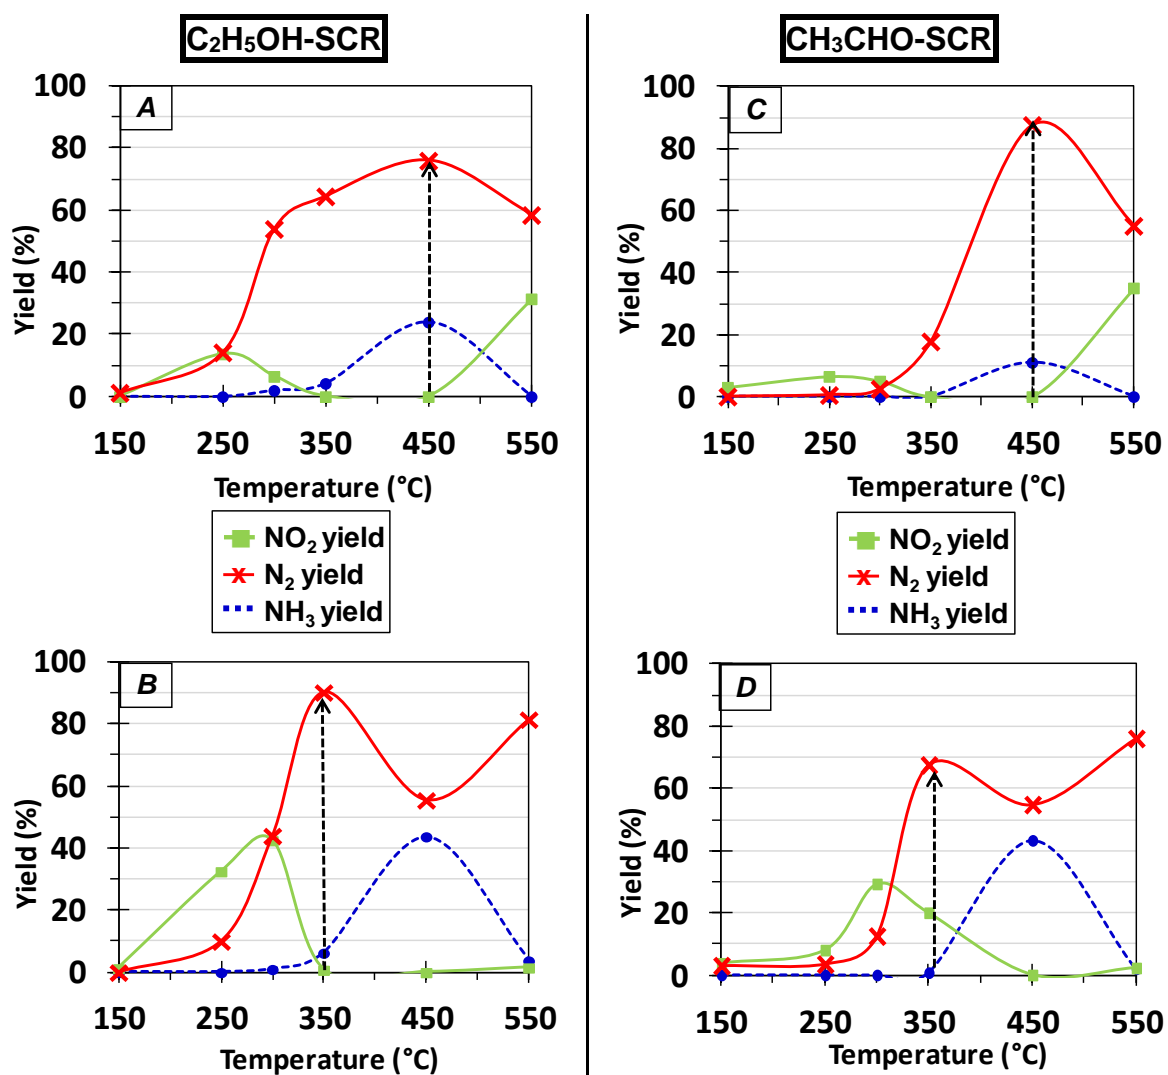 C₂H₅OH-SCR
CH₃CHO-SCR
A
100
80
60
40
20
0
Yield (%)
150 250 350 450 550
Temperature (°C)
C
100
80
60
40
20
0
Yield (%)
150 250 350 450 550
Temperature (°C)
NO₂ yield
N₂ yield
NH₃ yield
NO₂ yield
N₂ yield
NH₃ yield
B
100
80
60
40
20
0
Yield (%)
150 250 350 450 550
Temperature (°C)
D
100
80
60
40
20
0
Yield (%)
150 250 350 450 550
Temperature (°C)